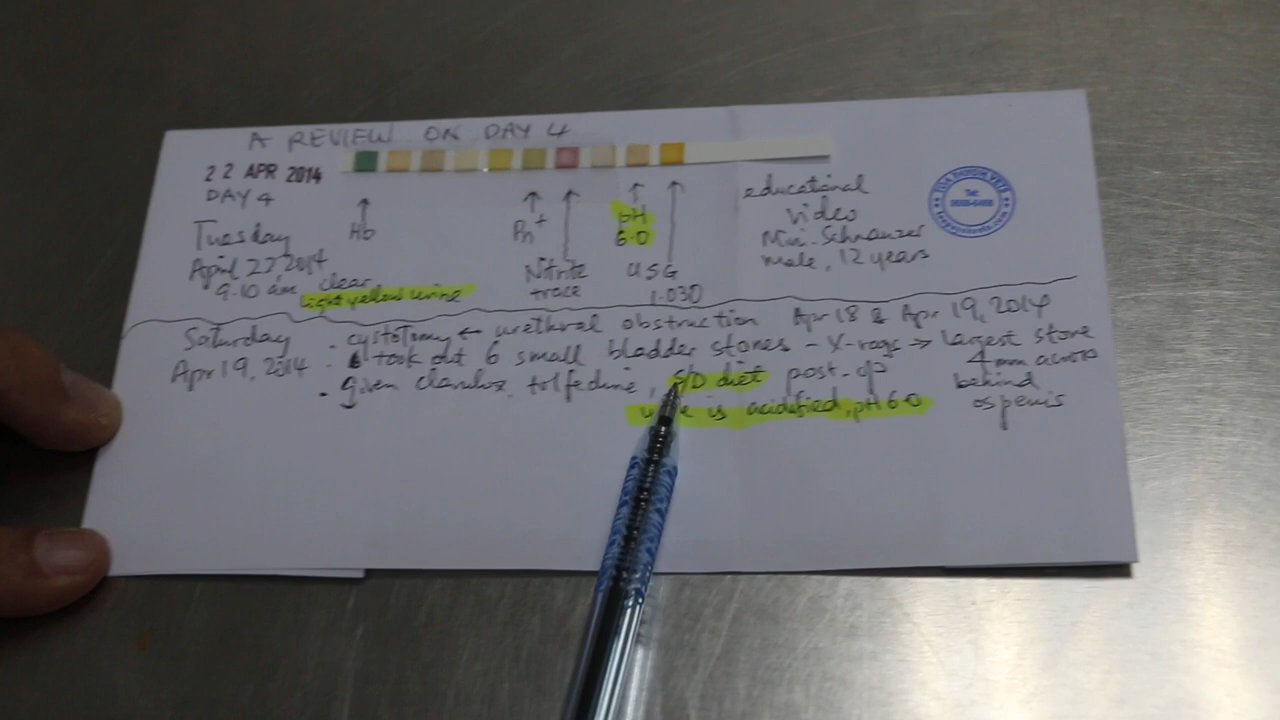 A REVIEW ON DAY 4
22 APR 2014
DAY 4
Tuesday
April 22, 2014
9.10 am clear
light yellow urine
Hb
Pn+
Nitrite
trace
pH
6.0
USG
1.030
educational
video
Mini-Schnauzer
male, 12 years
TOA PAYOH VETS
Tel:
Saturday
Apr 19, 2014
- cystotomy ← urethral obstruction Apr 18 & Apr 19, 2014
- took out 6 small bladder stones - X-rays → largest stone
4 mm across
behind
os penis
- given clavulox, tolfedine, S/D diet post-op
urine is acidified, pH 6.0